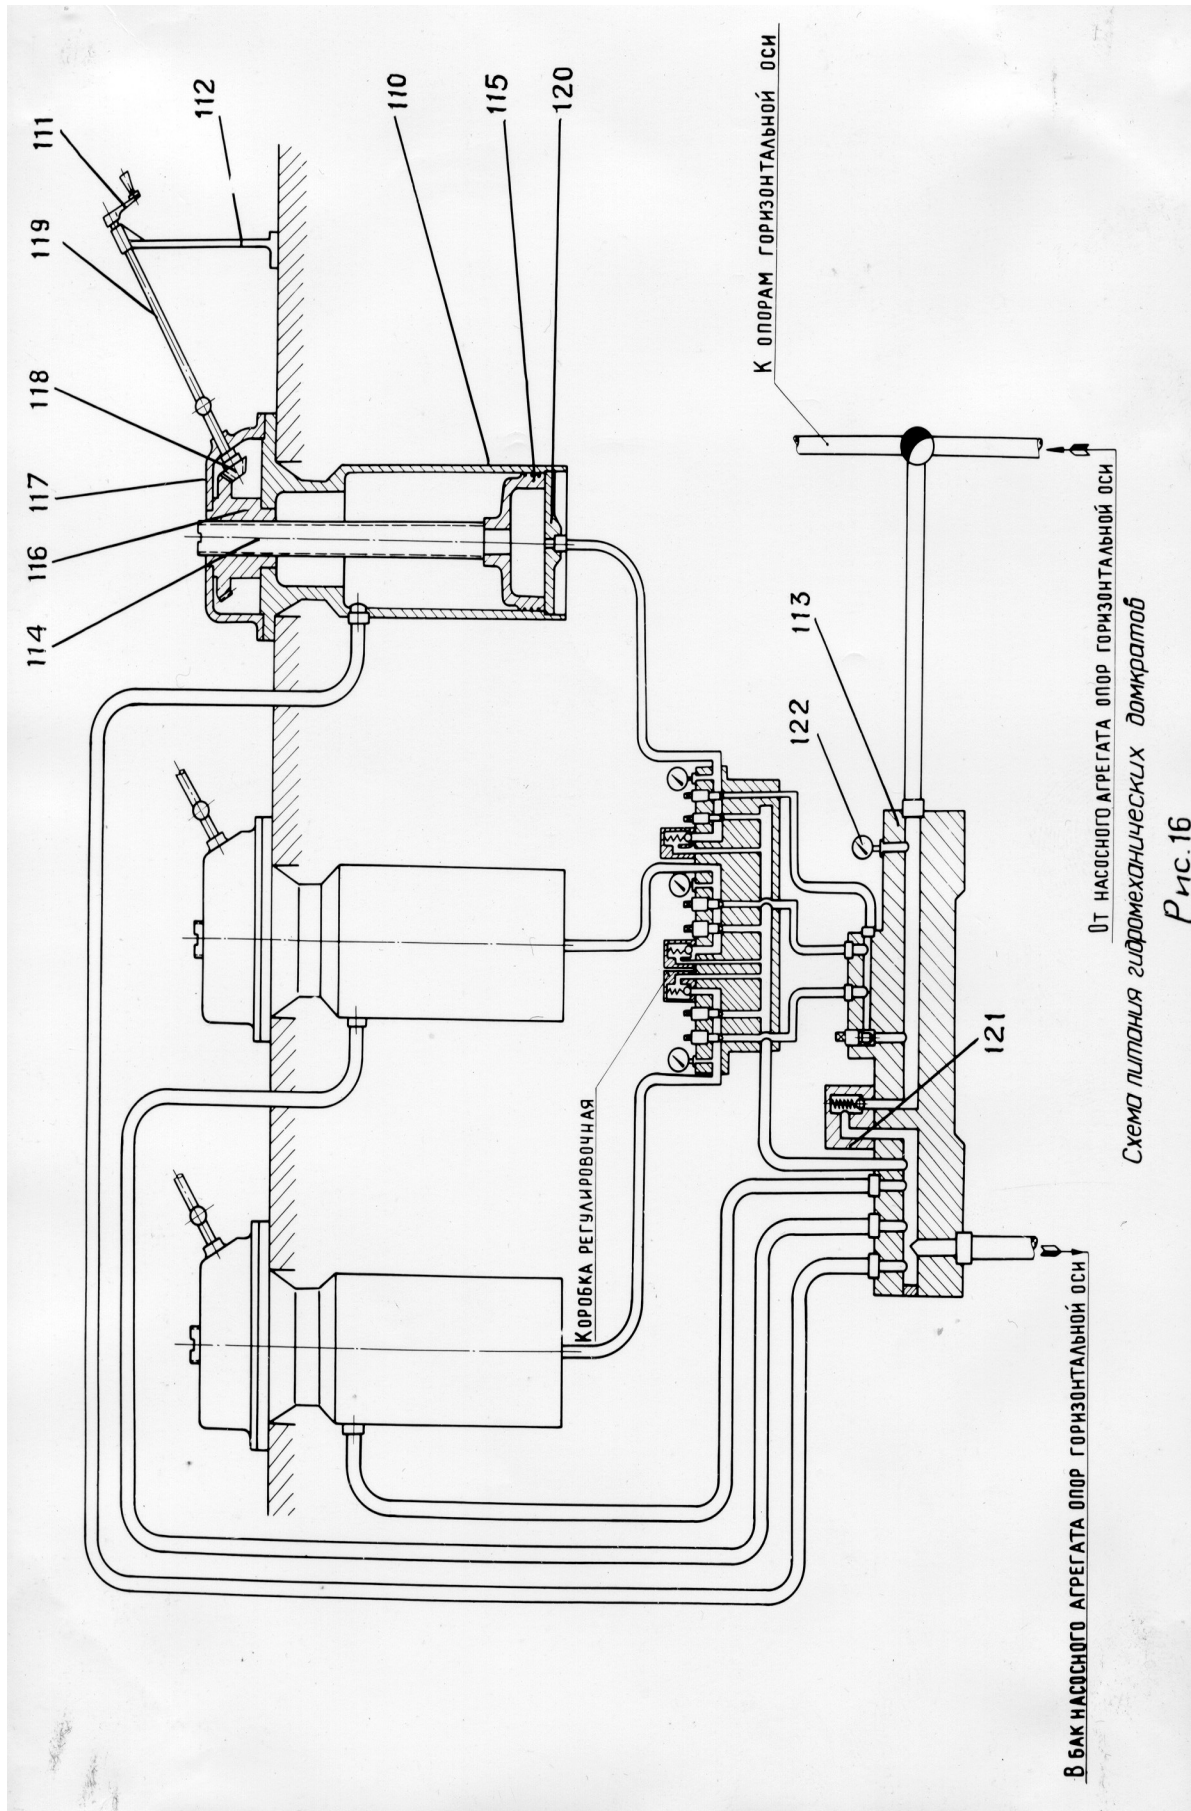 111
119
118
117
116
114
112
110
115
120
К ОПОРАМ ГОРИЗОНТАЛЬНОЙ ОСИ
КОРОБКА РЕГУЛИРОВОЧНАЯ
122
113
121
ОТ НАСОСНОГО АГРЕГАТА ОПОР ГОРИЗОНТАЛЬНОЙ ОСИ
В БАК НАСОСНОГО АГРЕГАТА ОПОР ГОРИЗОНТАЛЬНОЙ ОСИ
Схема питания гидромеханических домкратов
Рис.16